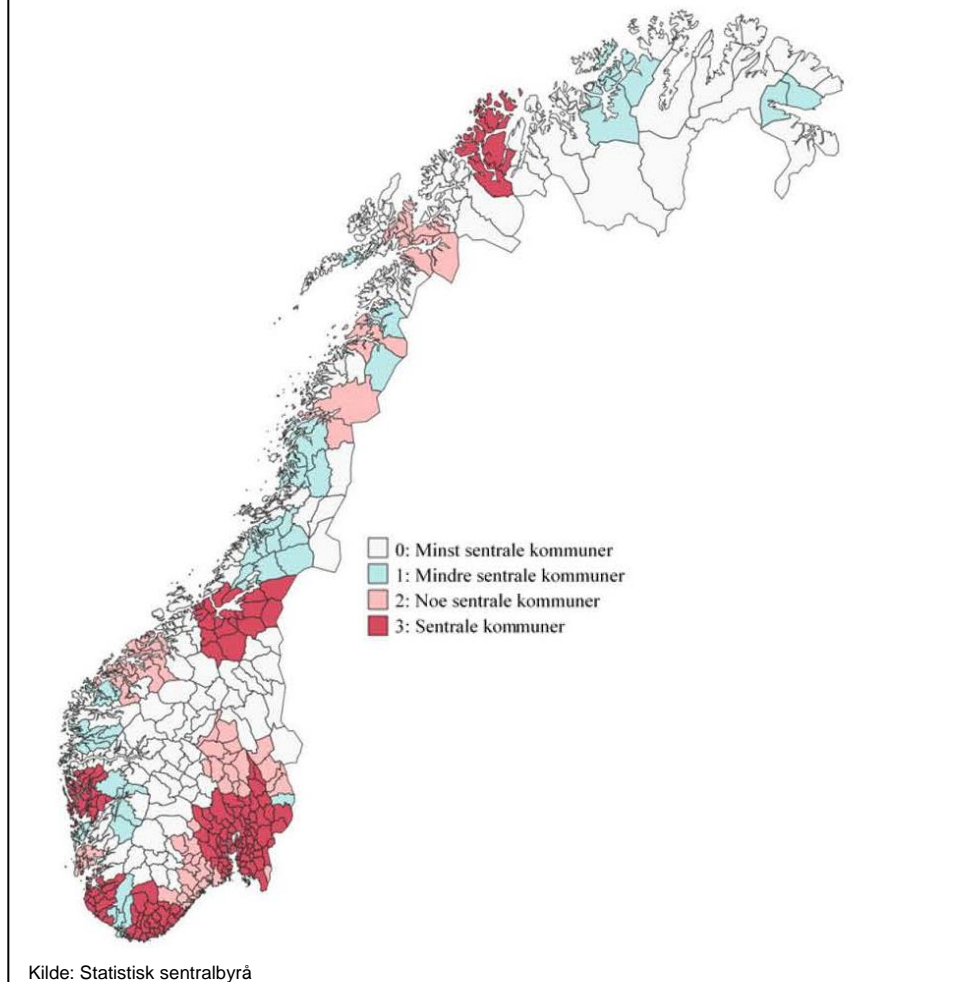 0: Minst sentrale kommuner
1: Mindre sentrale kommuner
2: Noe sentrale kommuner
3: Sentrale kommuner
Kilde: Statistisk sentralbyrå